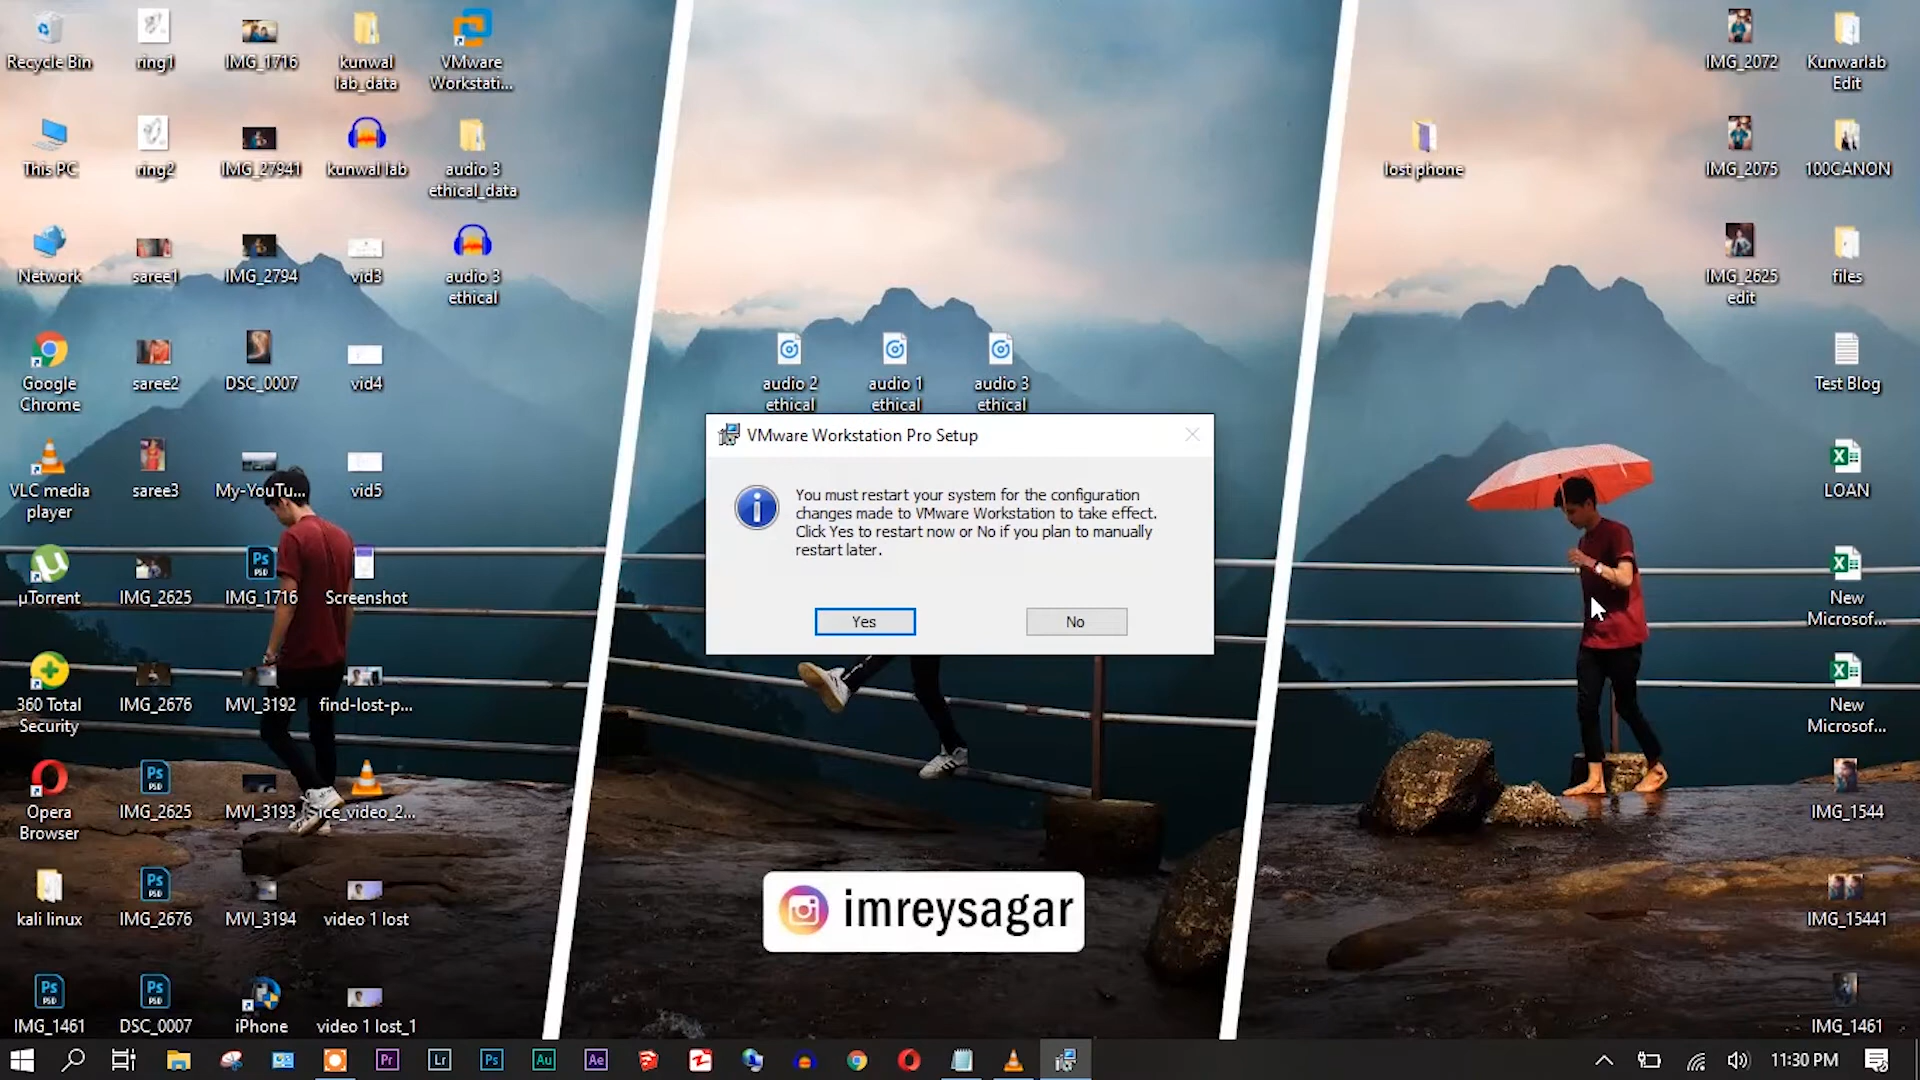 Recycle Bin
ring1
IMG_1716
kunwal
lab_data
VMware
Workstati...
This PC
ring2
IMG_27941
kunwal lab
audio 3
ethical_data
Network
saree1
IMG_2794
vid3
audio 3
ethical
Google
Chrome
saree2
DSC_0007
vid4
VLC media
player
saree3
My-YouTu...
vid5
µTorrent
IMG_2625
IMG_1716
Screenshot
360 Total
Security
IMG_2676
MVI_3192
find-lost-p...
Opera
Browser
IMG_2625
MVI_3193
ice_video_2...
kali linux
IMG_2676
MVI_3194
video 1 lost
IMG_1461
DSC_0007
iPhone
video 1 lost_1
audio 2
ethical
audio 1
ethical
audio 3
ethical
VMware Workstation Pro Setup
You must restart your system for the configuration
changes made to VMware Workstation to take effect.
Click Yes to restart now or No if you plan to manually
restart later.
Yes
No
imreysagar
lost phone
IMG_2072
Kunwarlab
Edit
IMG_2075
100CANON
IMG_2625
edit
files
Test Blog
LOAN
New
Microsof...
New
Microsof...
IMG_1544
IMG_15441
IMG_1461
Pr
Lr
Ps
Au
Ae
11:30 PM